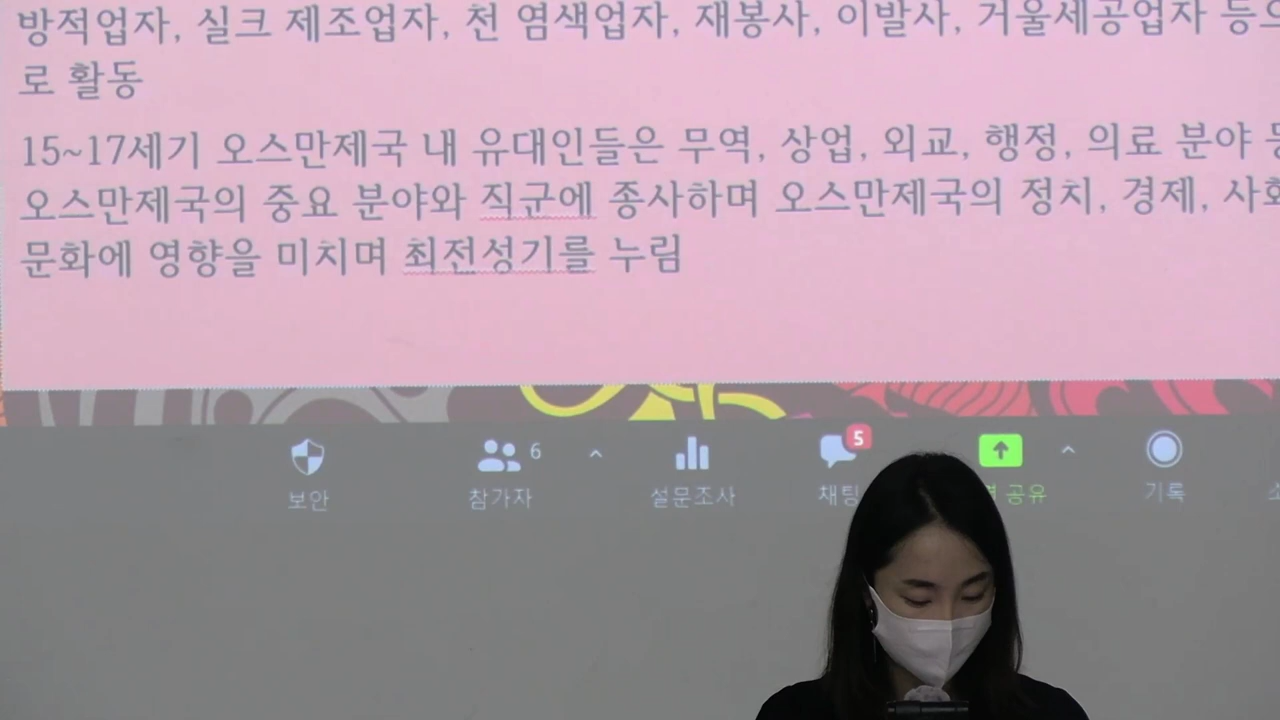 방적업자, 실크 제조업자, 천 염색업자, 재봉사, 이발사, 거울세공업자 등으
로 활동
15~17세기 오스만제국 내 유대인들은 무역, 상업, 외교, 행정, 의료 분야
오스만제국의 중요 분야와 직군에 종사하며 오스만제국의 정치, 경제, 사회
문화에 영향을 미치며 최전성기를 누림
6
5
보안
참가자
설문조사
채팅
공유
기록